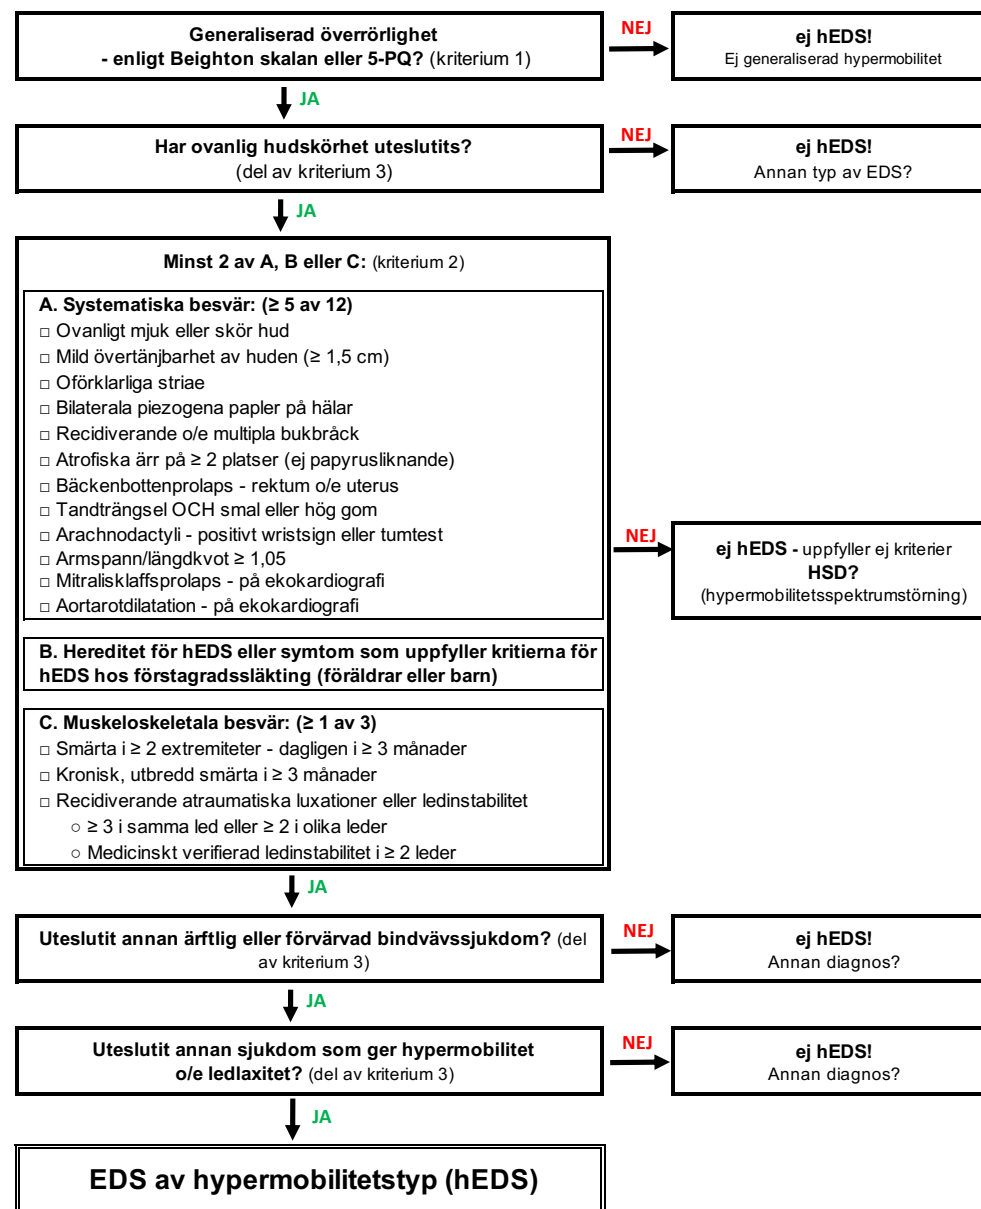 Generaliserad överrörlighet
- enligt Beighton skalan eller 5-PQ? (kriterium 1)
NEJ
ej hEDS!
Ej generaliserad hypermobilitet
JA
Har ovanlig hudskörhet uteslutits?
(del av kriterium 3)
NEJ
ej hEDS!
Annan typ av EDS?
JA
Minst 2 av A, B eller C: (kriterium 2)
A. Systematiska besvär: (≥ 5 av 12)
□ Ovanligt mjuk eller skör hud
□ Mild övertänjbarhet av huden (≥ 1,5 cm)
□ Oförklarliga striae
□ Bilaterala piezogena papler på hälar
□ Recidiverande o/e multipla bukbråck
□ Atrofiska ärr på ≥ 2 platser (ej papyrusliknande)
□ Bäckenbottenprolaps - rektum o/e uterus
□ Tandträngsel OCH smal eller hög gom
□ Arachnodactyli - positivt wristsign eller tumtest
□ Armspann/längdkvot ≥ 1,05
□ Mitralisklaffsprolaps - på ekokardiografi
□ Aortarotdilatation - på ekokardiografi
NEJ
ej hEDS - uppfyller ej kriterier
HSD?
(hypermobilitetsspektrumstörning)
B. Hereditet för hEDS eller symtom som uppfyller kritierna för
hEDS hos förstagradssläkting (föräldrar eller barn)
C. Muskeloskeletala besvär: (≥ 1 av 3)
□ Smärta i ≥ 2 extremiteter - dagligen i ≥ 3 månader
□ Kronisk, utbredd smärta i ≥ 3 månader
□ Recidiverande atraumatiska luxationer eller ledinstabilitet
○ ≥ 3 i samma led eller ≥ 2 i olika leder
○ Medicinskt verifierad ledinstabilitet i ≥ 2 leder
JA
Uteslutit annan ärftlig eller förvärvad bindvävssjukdom? (del
av kriterium 3)
NEJ
ej hEDS!
Annan diagnos?
JA
Uteslutit annan sjukdom som ger hypermobilitet
o/e ledlaxitet? (del av kriterium 3)
NEJ
ej hEDS!
Annan diagnos?
JA
EDS av hypermobilitetstyp (hEDS)